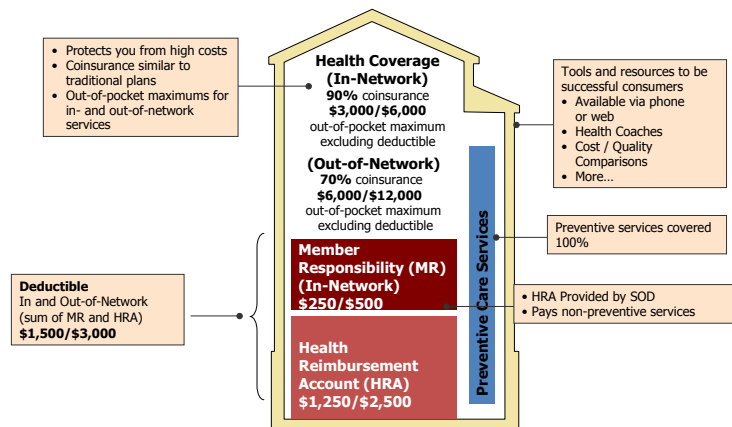 • Protects you from high costs
• Coinsurance similar to
traditional plans
• Out-of-pocket maximums for
in- and out-of-network
services
Health Coverage
(In-Network)
90% coinsurance
$3,000/$6,000
out-of-pocket maximum
excluding deductible
(Out-of-Network)
70% coinsurance
$6,000/$12,000
out-of-pocket maximum
excluding deductible
Tools and resources to be
successful consumers
• Available via phone
or web
• Health Coaches
• Cost / Quality
Comparisons
• More...
Preventive services covered
100%
Preventive Care Services
Member
Responsibility (MR)
(In-Network)
$250/$500
• HRA Provided by SOD
• Pays non-preventive services
Deductible
In and Out-of-Network
(sum of MR and HRA)
$1,500/$3,000
Health
Reimbursement
Account (HRA)
$1,250/$2,500